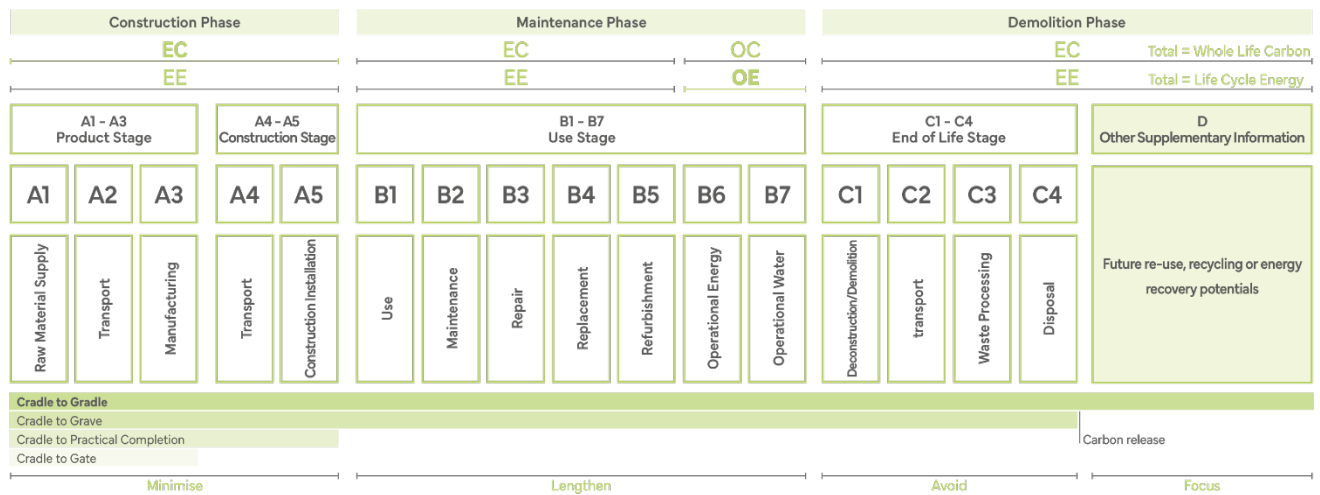 Construction Phase
Maintenance Phase
Demolition Phase
EC
EC
OC
EC
Total = Whole Life Carbon
EE
EE
OE
EE
Total = Life Cycle Energy
A1 - A3
Product Stage
A4 - A5
Construction Stage
B1 - B7
Use Stage
C1 - C4
End of Life Stage
D
Other Supplementary Information
A1
A2
A3
A4
A5
B1
B2
B3
B4
B5
B6
B7
C1
C2
C3
C4
Raw Material Supply
Transport
Manufacturing
Transport
Construction Installation
Use
Maintenance
Repair
Replacement
Refurbishment
Operational Energy
Operational Water
Deconstruction/Demolition
transport
Waste Processing
Disposal
Future re-use, recycling or energy
recovery potentials
Cradle to Gradle
Cradle to Grave
Cradle to Practical Completion
Carbon release
Cradle to Gate
Minimise
Lengthen
Avoid
Focus